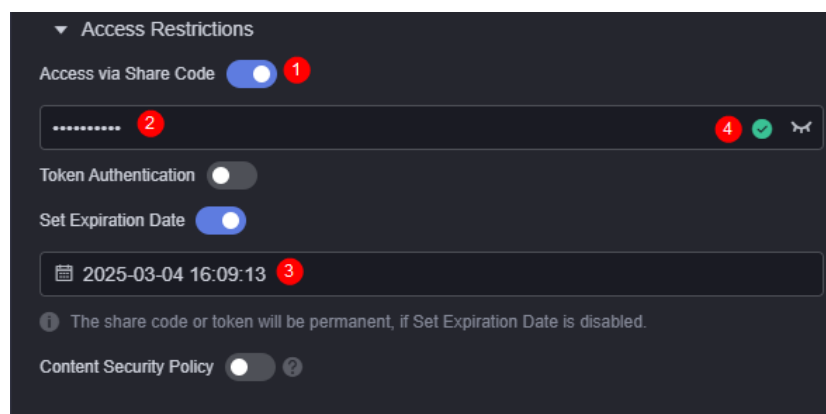 Access Restrictions
Access via Share Code 1
•••••••••• 2 4
Token Authentication
Set Expiration Date
2025-03-04 16:09:13 3
The share code or token will be permanent, if Set Expiration Date is disabled.
Content Security Policy